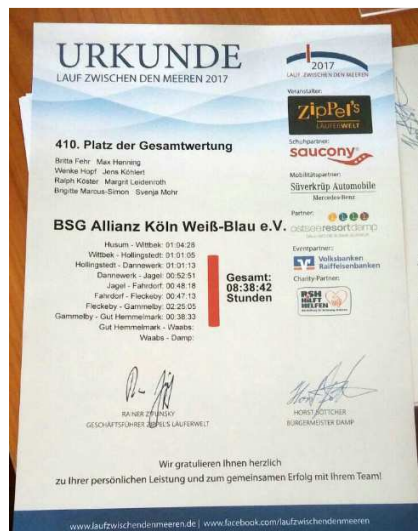 URKUNDE
LAUF ZWISCHEN DEN MEEREN 2017
2017
LAUF ZWISCHEN DEN MEEREN
Veranstalter:
ZIPPEL'S
LÄUFERWELT
410. Platz der Gesamtwertung
Britta Fehr Max Henning
Wenke Hopf Jens Köhlert
Ralph Köster Margrit Leidenroth
Brigitte Marcus-Simon Svenja Mohr
Schuhpartner:
saucony
Mobilitätspartner:
Süverkrüp Automobile
Mercedes-Benz
Partner:
ostseeresortdamp
BSG Allianz Köln Weiß-Blau e.V.
Husum - Wittbek: 01:04:26
Wittbek - Hollingstedt: 01:01:05
Hollingstedt - Dannewerk: 01:01:13
Dannewerk - Jagel: 00:52:51
Jagel - Fahrdorf: 00:48:18
Fahrdorf - Fleckeby: 00:47:13
Fleckeby - Gammelby: 02:25:05
Gammelby - Gut Hemmelmark: 00:38:33
Gut Hemmelmark - Waabs:
Waabs - Damp:
Gesamt:
08:38:42
Stunden
Eventpartner:
Volksbanken
Raiffeisenbanken
Charity-Partner:
RSH
HILFT
HELFEN
RAINER ZIPLINSKY
GESCHÄFTSFÜHRER ZIPPELS LÄUFERWELT
HORST BÖTTCHER
BÜRGERMEISTER DAMP
Wir gratulieren Ihnen herzlich
zu Ihrer persönlichen Leistung und zum gemeinsamen Erfolg mit Ihrem Team!
www.laufzwischendenmeeren.de | www.facebook.com/laufzwischendenmeeren